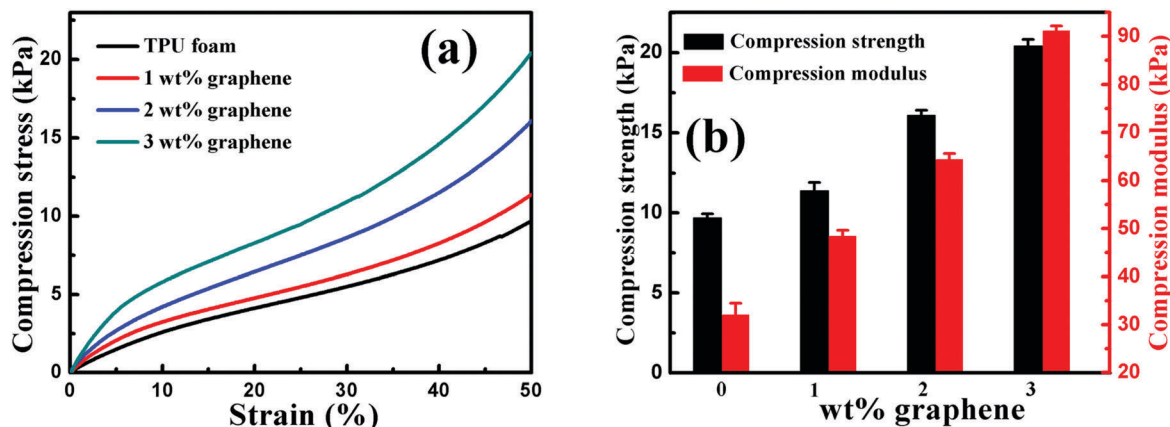 (a)
TPU foam
1 wt% graphene
2 wt% graphene
3 wt% graphene
Compression stress (kPa)
20
15
10
5
0
0 10 20 30 40 50
Strain (%)
(b)
Compression strength
Compression modulus
Compression strength (kPa)
20
15
10
5
0
0 1 2 3
wt% graphene
90
80
70
60
50
40
30
20
Compression modulus (kPa)